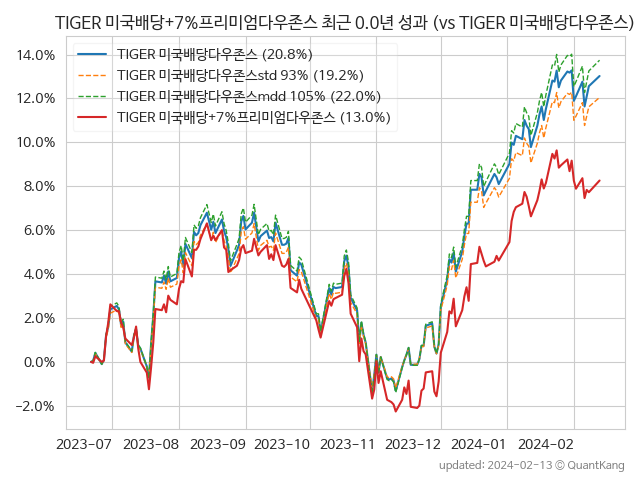 TIGER 미국배당+7%프리미엄다우존스 최근 0.0년 성과 (vs TIGER 미국배당다우존스)
14.0%
12.0%
10.0%
8.0%
6.0%
4.0%
2.0%
0.0%
−2.0%
TIGER 미국배당다우존스 (20.8%)
TIGER 미국배당다우존스std 93% (19.2%)
TIGER 미국배당다우존스mdd 105% (22.0%)
TIGER 미국배당+7%프리미엄다우존스 (13.0%)
2023-07 2023-08 2023-09 2023-10 2023-11 2023-12 2024-01 2024-02
updated: 2024-02-13 © QuantKang